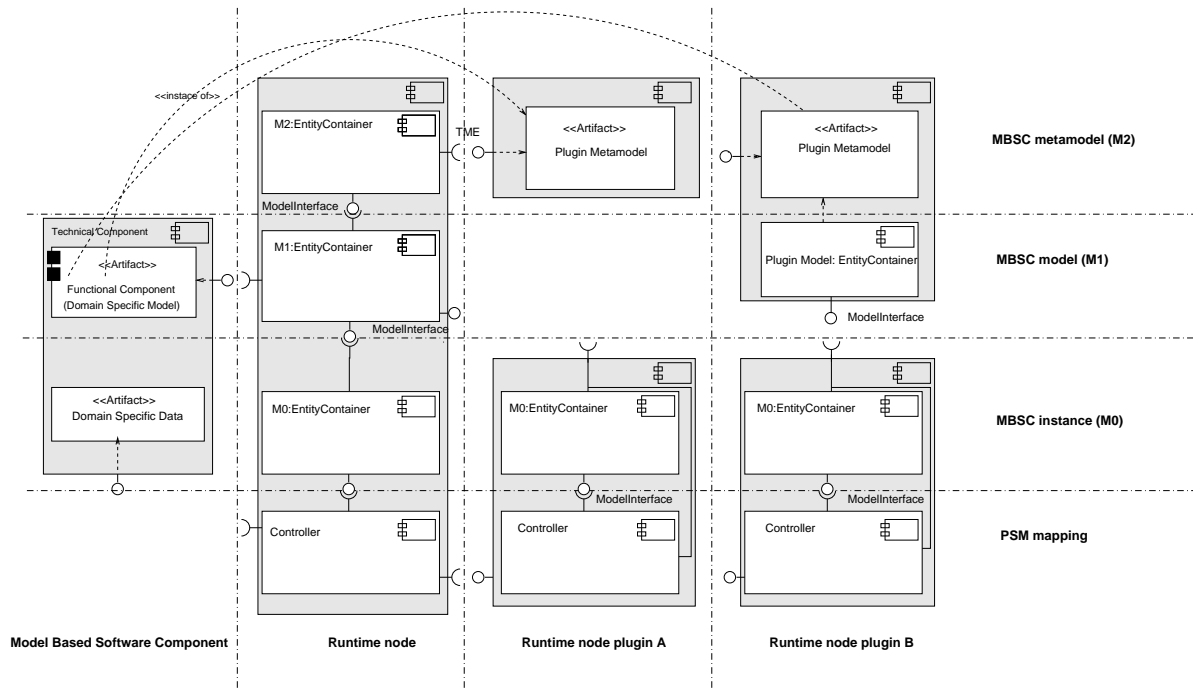 <<instace of>>
M2:EntityContainer
TME
<<Artifact>>
Plugin Metamodel
<<Artifact>>
Plugin Metamodel
MBSC metamodel (M2)
ModelInterface
Technical Component
<<Artifact>>
Functional Component
(Domain Specific Model)
M1:EntityContainer
Plugin Model: EntityContainer
MBSC model (M1)
ModelInterface
ModelInterface
<<Artifact>>
Domain Specific Data
M0:EntityContainer
M0:EntityContainer
M0:EntityContainer
MBSC instance (M0)
ModelInterface
ModelInterface
Controller
Controller
Controller
PSM mapping
Model Based Software Component
Runtime node
Runtime node plugin A
Runtime node plugin B